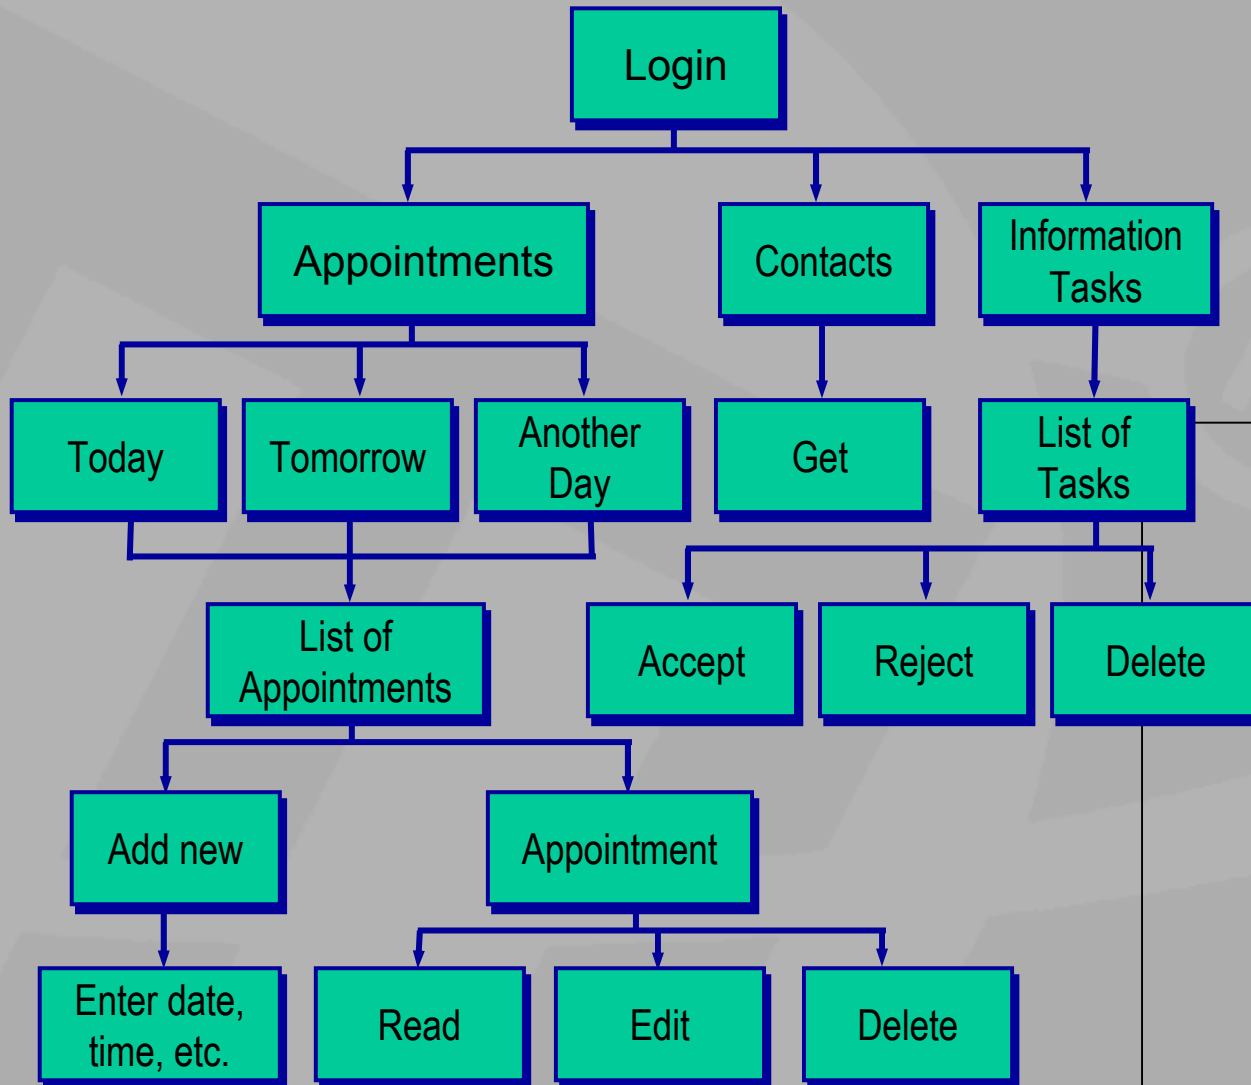 Login
Appointments
Contacts
Information
Tasks
Today
Tomorrow
Another
Day
Get
List of
Tasks
List of
Appointments
Accept
Reject
Delete
Add new
Appointment
Enter date,
time, etc.
Read
Edit
Delete